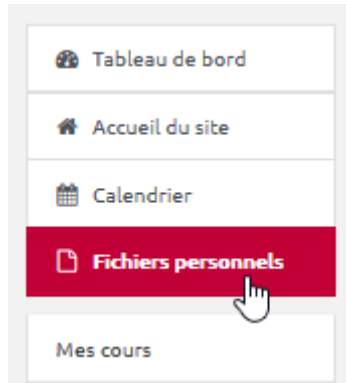 Tableau de bord
Accueil du site
Calendrier
Fichiers personnels
Mes cours